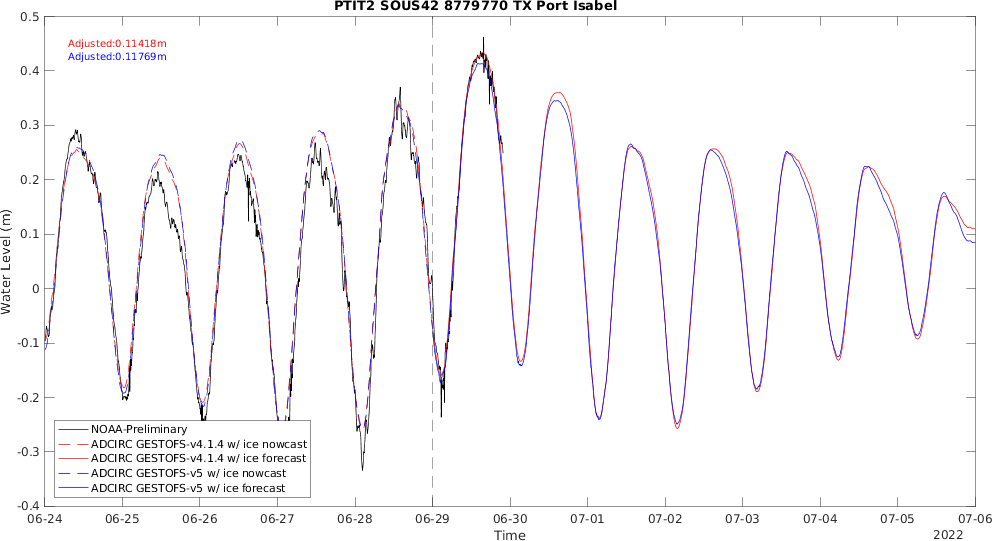 PTIT2 SOUS42 8779770 TX Port Isabel
Adjusted:0.11418m
Adjusted:0.11769m
Water Level (m)
0.5
0.4
0.3
0.2
0.1
0
-0.1
-0.2
-0.3
-0.4
NOAA-Preliminary
ADCIRC GESTOFS-v4.1.4 w/ ice nowcast
ADCIRC GESTOFS-v4.1.4 w/ ice forecast
ADCIRC GESTOFS-v5 w/ ice nowcast
ADCIRC GESTOFS-v5 w/ ice forecast
06-24 06-25 06-26 06-27 06-28 06-29 06-30 07-01 07-02 07-03 07-04 07-05 07-06
Time
2022